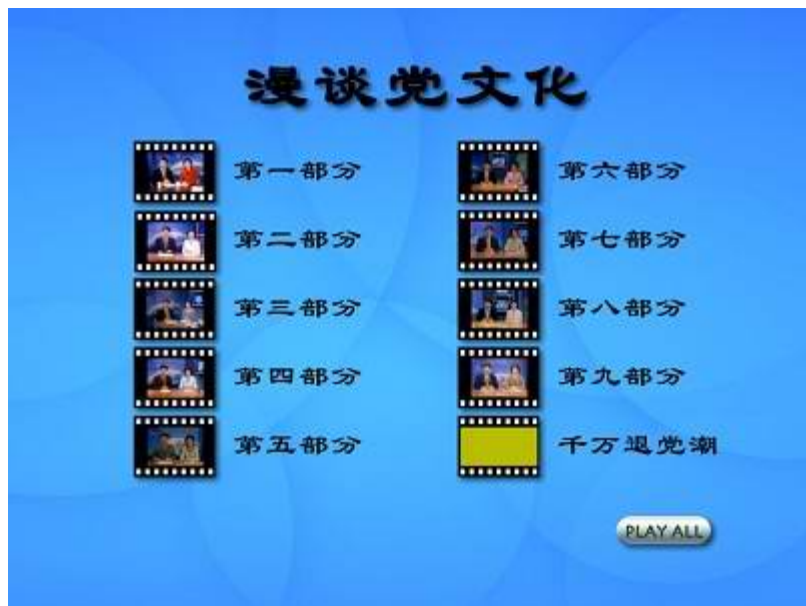 漫谈党文化
第一部分
第二部分
第三部分
第四部分
第五部分
第六部分
第七部分
第八部分
第九部分
千万退党潮
PLAY ALL